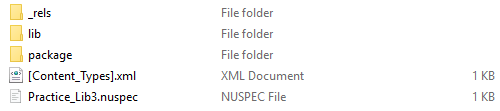 _rels File folder
lib File folder
package File folder
[Content_Types].xml XML Document 1 KB
Practice_Lib3.nuspec NUSPEC File 1 KB